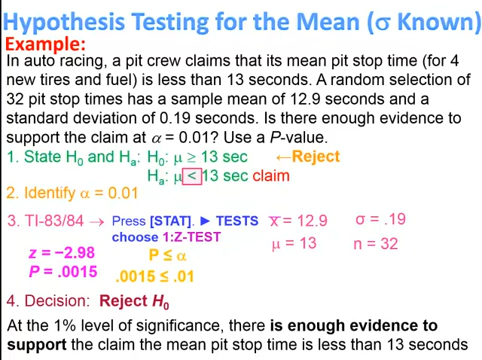 Hypothesis Testing for the Mean (σ Known)
Example:
In auto racing, a pit crew claims that its mean pit stop time (for 4
new tires and fuel) is less than 13 seconds. A random selection of
32 pit stop times has a sample mean of 12.9 seconds and a
standard deviation of 0.19 seconds. Is there enough evidence to
support the claim at α = 0.01? Use a P-value.
1. State H₀ and Hₐ: H₀: μ ≥ 13 sec ←Reject
Hₐ: μ < 13 sec claim
2. Identify α = 0.01
3. TI-83/84 → Press [STAT]. ► TESTS x̅ = 12.9 σ = .19
choose 1:Z-TEST μ = 13 n = 32
z = −2.98 P ≤ α
P = .0015 .0015 ≤ .01
4. Decision: Reject H₀
At the 1% level of significance, there is enough evidence to
support the claim the mean pit stop time is less than 13 seconds